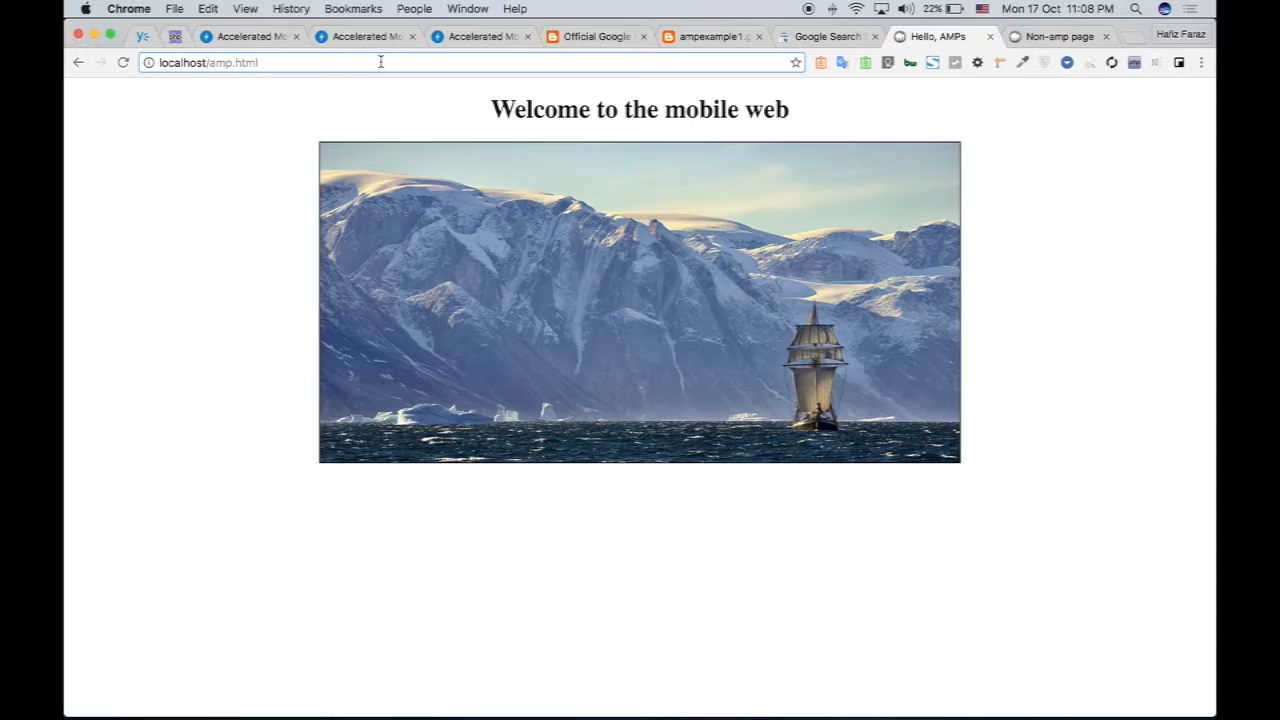 Chrome File Edit View History Bookmarks People Window Help 22% Mon 17 Oct 11:08 PM
Accelerated Mo Accelerated Mo Accelerated Mo Official Google ampexample1.g Google Search Hello, AMPs Non-amp page Hafiz Faraz
localhost/amp.html
Welcome to the mobile web